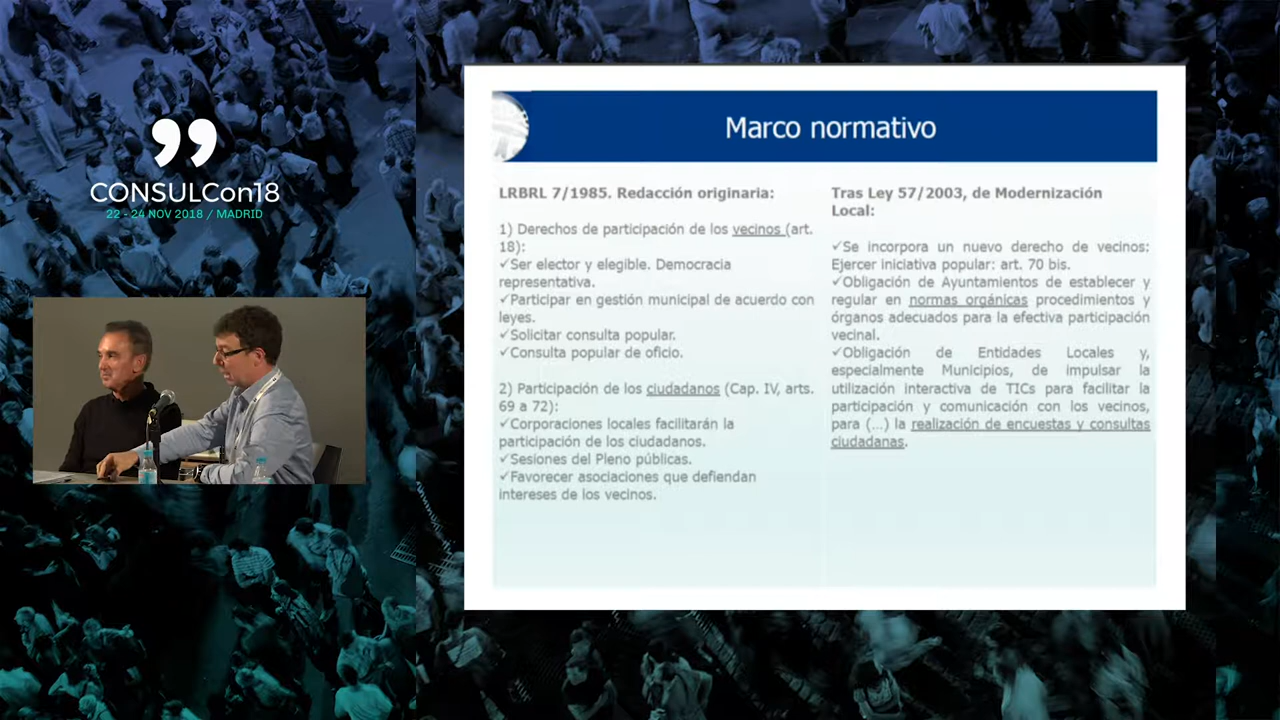 CONSULCon18
22 - 24 NOV 2018 / MADRID
Marco normativo
LRBRL 7/1985. Redacción originaria:
1) Derechos de participación de los vecinos (art.
18):
✓Ser elector y elegible. Democracia
representativa.
✓Participar en gestión municipal de acuerdo con
leyes.
✓Solicitar consulta popular.
✓Consulta popular de oficio.
2) Participación de los ciudadanos (Cap. IV, arts.
69 a 72):
✓Corporaciones locales facilitarán la
participación de los ciudadanos.
✓Sesiones del Pleno públicas.
✓Favorecer asociaciones que defiendan
intereses de los vecinos.
Tras Ley 57/2003, de Modernización
Local:
✓Se incorpora un nuevo derecho de vecinos:
Ejercer iniciativa popular: art. 70 bis.
✓Obligación de Ayuntamientos de establecer y
regular en normas orgánicas procedimientos y
órganos adecuados para la efectiva participación
vecinal.
✓Obligación de Entidades Locales y,
especialmente Municipios, de impulsar la
utilización interactiva de TICs para facilitar la
participación y comunicación con los vecinos,
para (...) la realización de encuestas y consultas
ciudadanas.